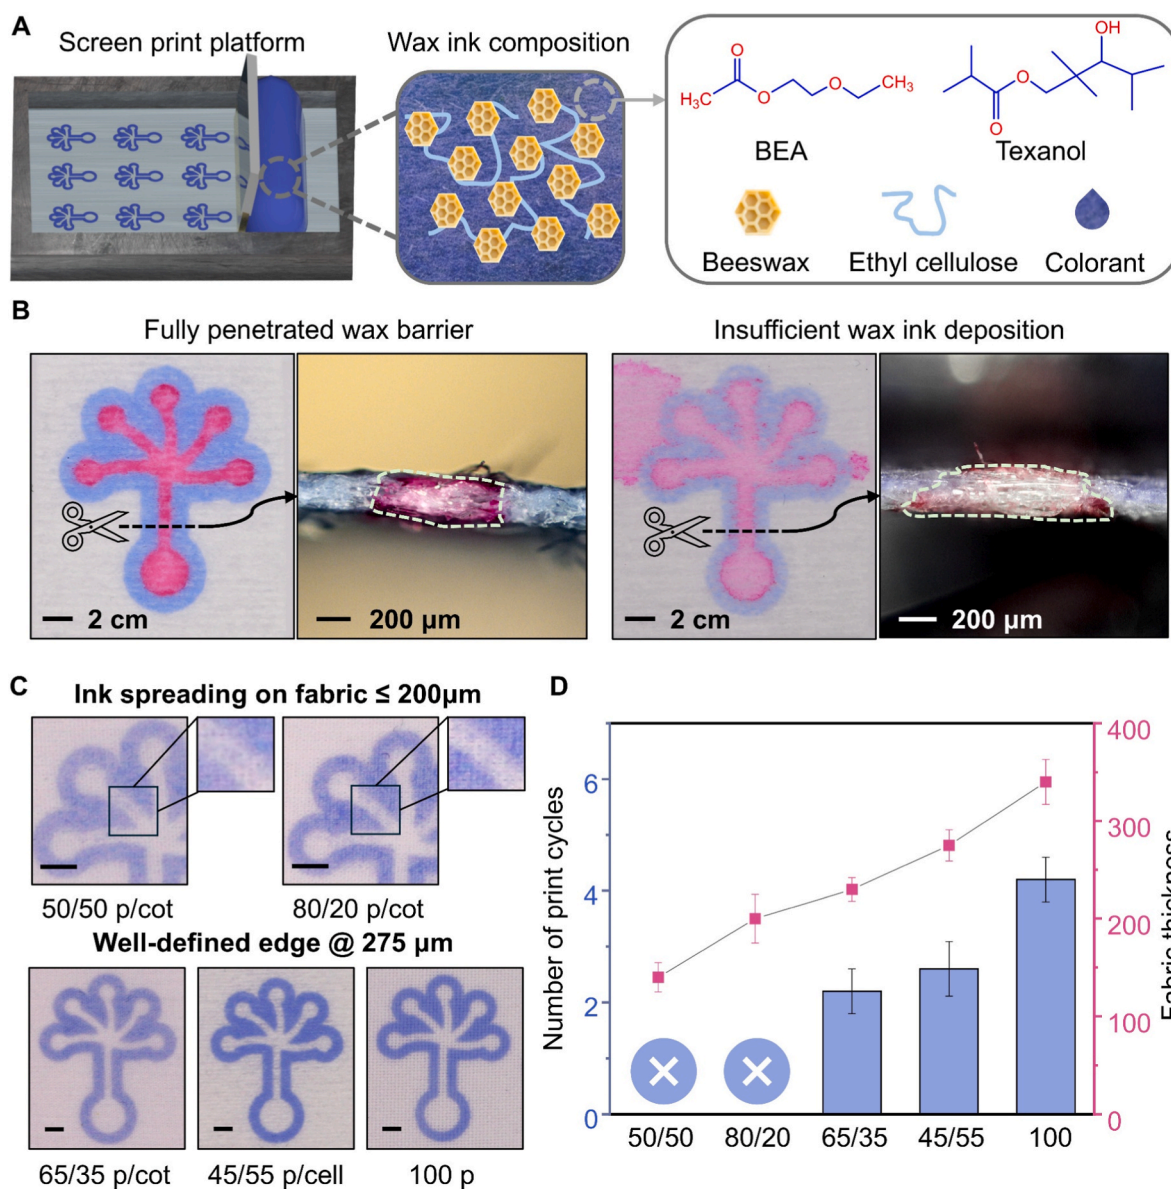 A
Screen print platform
Wax ink composition
OH
O
O
O
O
H₃C
CH₃
O
BEA
Texanol
Beeswax
Ethyl cellulose
Colorant
B
Fully penetrated wax barrier
Insufficient wax ink deposition
2 cm
200 µm
2 cm
200 µm
C
Ink spreading on fabric ≤ 200µm
50/50 p/cot
80/20 p/cot
Well-defined edge @ 275 µm
65/35 p/cot
45/55 p/cell
100 p
D
Number of print cycles
6
4
2
0
400
300
200
100
0
Fabric thickness
50/50
80/20
65/35
45/55
100